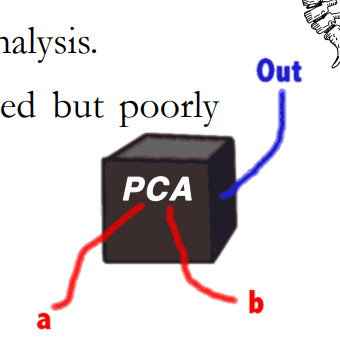 nalysis.
Out
ed but poorly
PCA
a
b